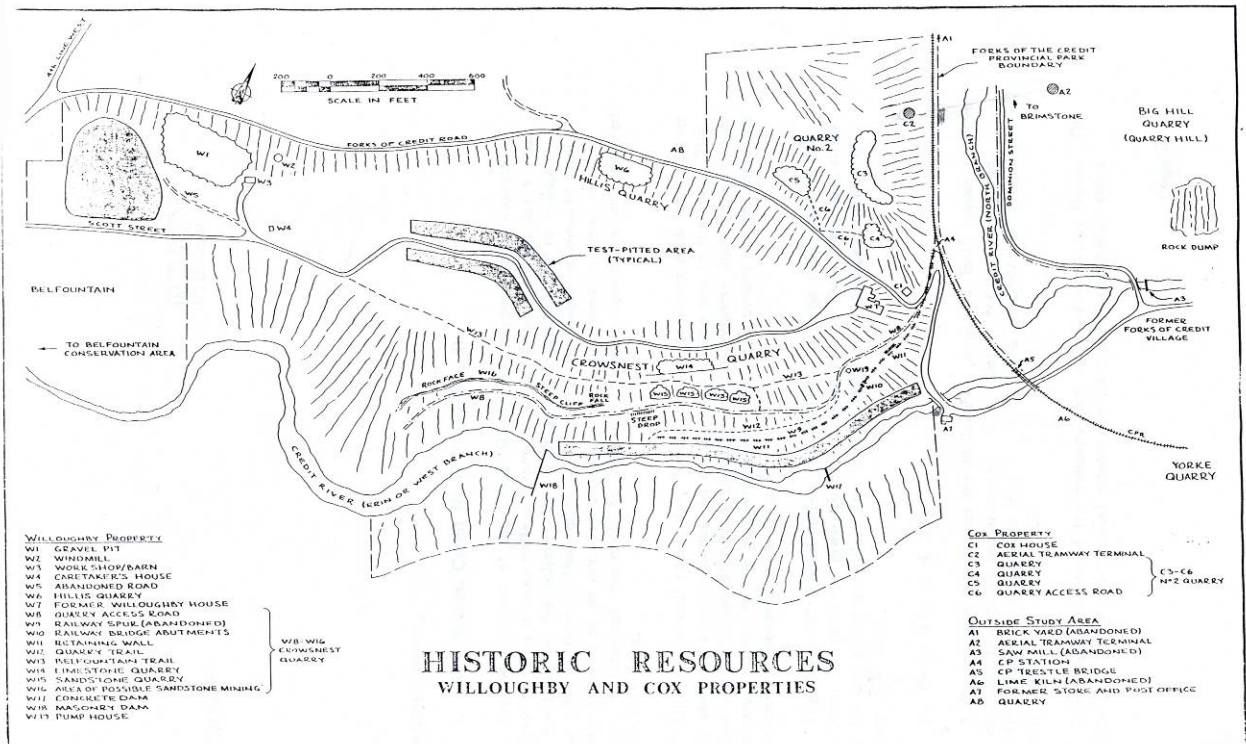 4TH LINE WEST
200 0 200 400 600
SCALE IN FEET
A1
FORKS OF THE CREDIT
PROVINCIAL PARK
BOUNDARY
A2
TO
BRIMSTONE
BIG HILL
QUARRY
(QUARRY HILL)
C2
QUARRY
No.2
FORKS OF CREDIT ROAD
A8
W1
W2
W3
W5
W4
W6
HILLIS QUARRY
C5
C3
C6
C6
C4
CREDIT RIVER (NORTH BRANCH)
DOMINION STREET
ROCK DUMP
SCOTT STREET
TEST-PITTED AREA
(TYPICAL)
A4
C1
W7
A3
FORMER
FORKS OF CREDIT
VILLAGE
BELFOUNTAIN
TO BELFOUNTAIN
CONSERVATION AREA
W13
CROWSNEST QUARRY
W14
W8
W11
W13
W19
W10
A5
ROCK FACE
W16
STEEP CLIFF
ROCK
FALL
W15
W15
W15
W15
W8
STEEP
DROP
W12
W9
W11
A7
A6
CPR
YORKE
QUARRY
CREDIT RIVER (ERIN OR WEST BRANCH)
W18
W17
WILLOUGHBY PROPERTY
W1 GRAVEL PIT
W2 WINDMILL
W3 WORK SHOP/BARN
W4 CARETAKER'S HOUSE
W5 ABANDONED ROAD
W6 HILLIS QUARRY
W7 FORMER WILLOUGHBY HOUSE
W8 QUARRY ACCESS ROAD
W9 RAILWAY SPUR (ABANDONED)
W10 RAILWAY BRIDGE ABUTMENTS
W11 RETAINING WALL
W12 QUARRY TRAIL
W13 BELFOUNTAIN TRAIL
W14 LIMESTONE QUARRY
W15 SANDSTONE QUARRY
W16 AREA OF POSSIBLE SANDSTONE MINING
W17 CONCRETE DAM
W18 MASONRY DAM
W19 PUMP HOUSE
W8-W16
CROWSNEST
QUARRY
HISTORIC RESOURCES
WILLOUGHBY AND COX PROPERTIES
COX PROPERTY
C1 COX HOUSE
C2 AERIAL TRAMWAY TERMINAL
C3 QUARRY
C4 QUARRY
C5 QUARRY
C6 QUARRY ACCESS ROAD
C3-C6
Nº2 QUARRY
OUTSIDE STUDY AREA
A1 BRICK YARD (ABANDONED)
A2 AERIAL TRAMWAY TERMINAL
A3 SAW MILL (ABANDONED)
A4 CP STATION
A5 CP TRESTLE BRIDGE
A6 LIME KILN (ABANDONED)
A7 FORMER STORE AND POST OFFICE
A8 QUARRY